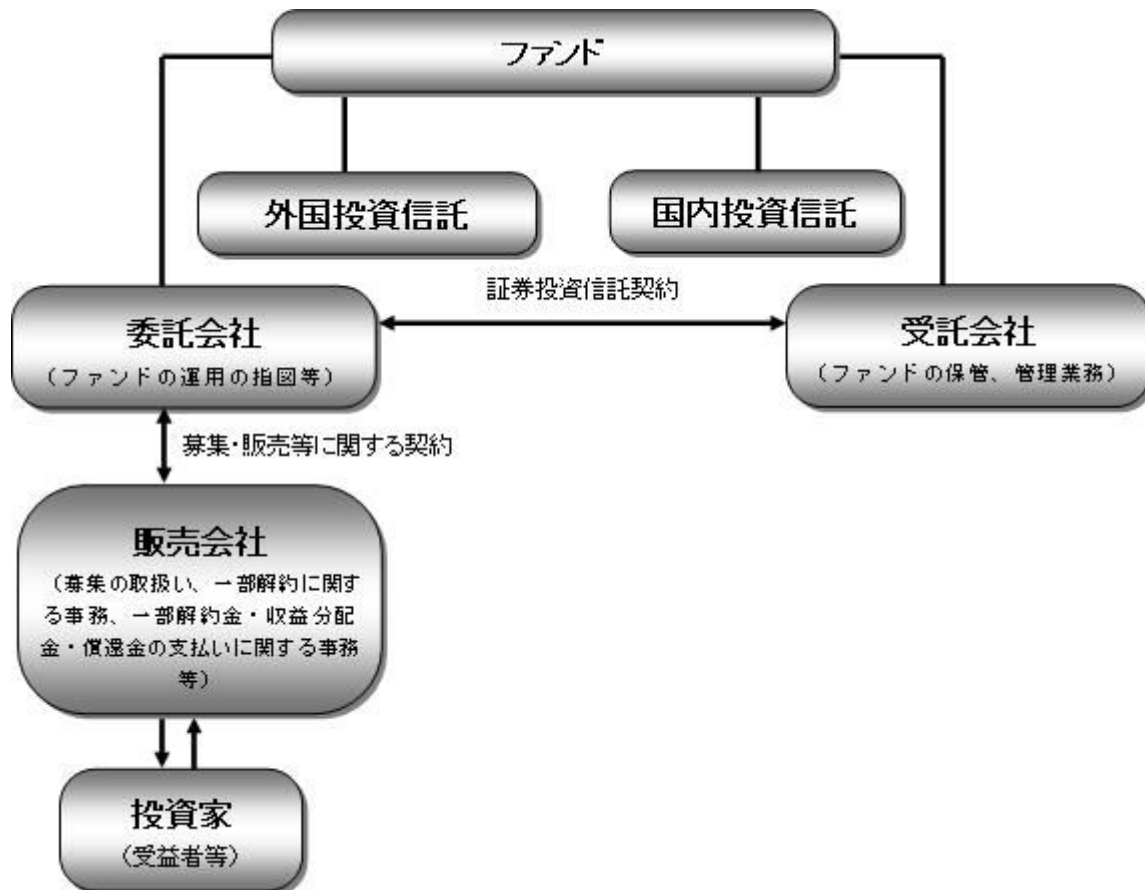 ファンド
外国投資信託
国内投資信託
証券投資信託契約
委託会社
（ファンドの運用の指図等）
受託会社
（ファンドの保管、管理業務）
募集・販売等に関する契約
販売会社
（募集の取扱い、一部解約に関す
る事務、一部解約金・収益分配
金・償還金の支払いに関する事務
等）
投資家
（受益者等）